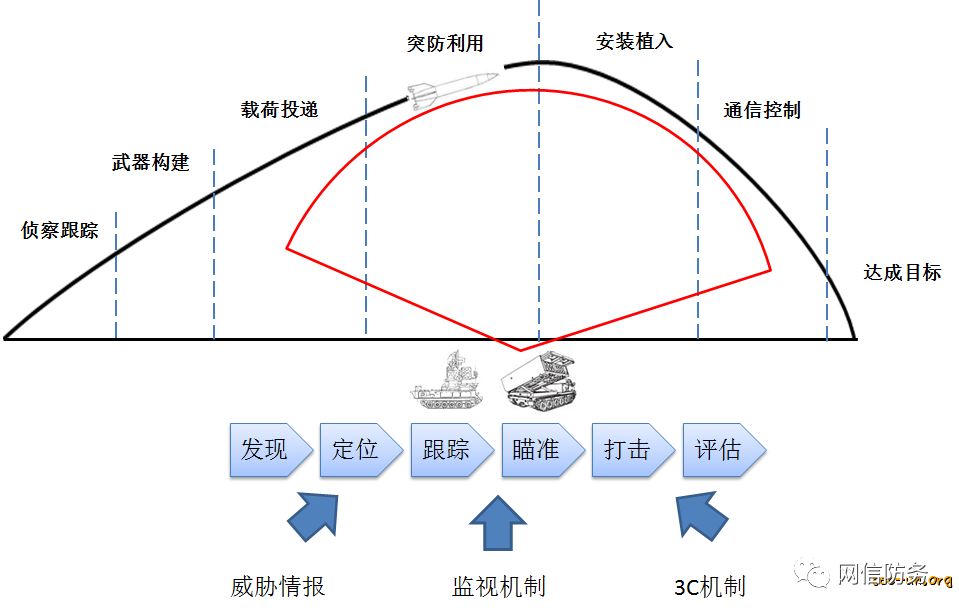 突防利用
安装植入
载荷投递
通信控制
武器构建
侦察跟踪
达成目标
发现
定位
跟踪
瞄准
打击
评估
威胁情报
监视机制
3C机制
网信防务